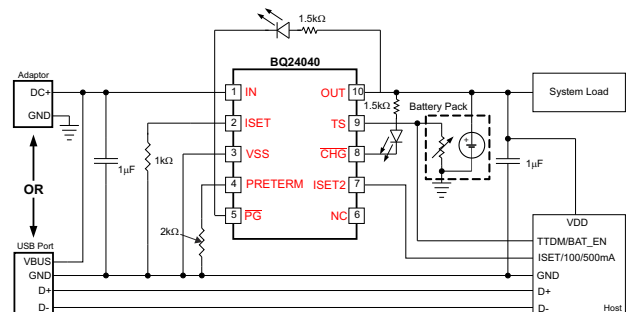 1.5kΩ
BQ24040
Adaptor
DC+
GND
OR
USB Port
VBUS
GND
D+
D-
1μF
1kΩ
2kΩ
1 IN
2 ISET
3 VSS
4 PRETERM
5 PG
OUT 10
TS 9
CHG 8
ISET2 7
NC 6
1.5kΩ
Battery Pack
+
1μF
System Load
VDD
TTDM/BAT_EN
ISET/100/500mA
GND
D+
D-
Host